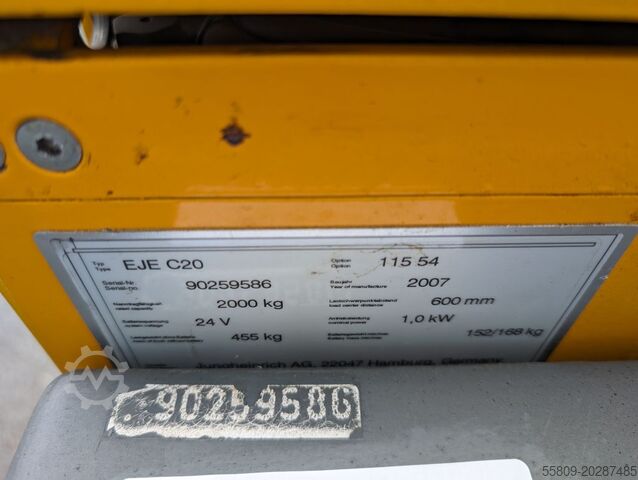 Typ
Type
EJE C20
Option
Option
115 54
Serial-Nr.
Serial-no.
90259586
Baujahr
Year of manufacture
2007
Nenntragfähigkeit
rated capacity
2000 kg
Lastschwerpunktabstand
load center distance
600 mm
Batteriespannung
system voltage
24 V
Antriebsleistung
nominal power
1,0 kW
455 kg
152/168 kg
Jungheinrich AG, 22047 Hamburg, Germany
90259586
55809-20287485